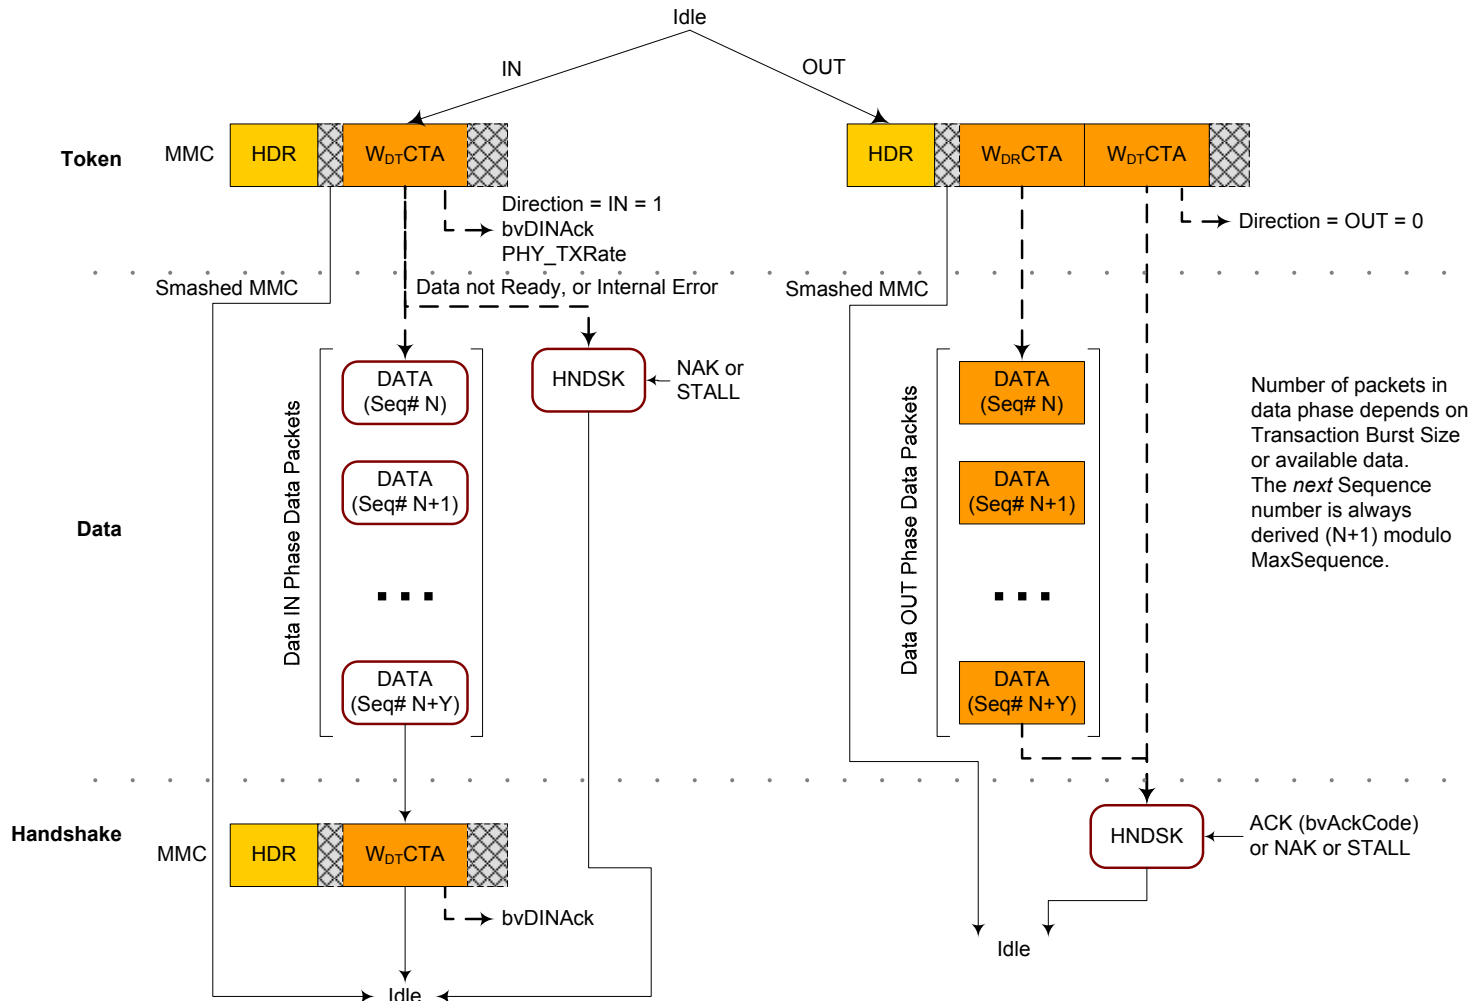 Idle
IN
OUT
Token
MMC
HDR
WDTCTA
HDR
WDRCTA
WDTCTA
Direction = IN = 1
bvDINAck
PHY_TXRate
Direction = OUT = 0
Smashed MMC
Data not Ready, or Internal Error
Smashed MMC
Data
Data IN Phase Data Packets
DATA
(Seq# N)
DATA
(Seq# N+1)
...
DATA
(Seq# N+Y)
HNDSK
NAK or
STALL
Data OUT Phase Data Packets
DATA
(Seq# N)
DATA
(Seq# N+1)
...
DATA
(Seq# N+Y)
Number of packets in
data phase depends on
Transaction Burst Size
or available data.
The next Sequence
number is always
derived (N+1) modulo
MaxSequence.
Handshake
MMC
HDR
WDTCTA
bvDINAck
Idle
HNDSK
ACK (bvAckCode)
or NAK or STALL
Idle